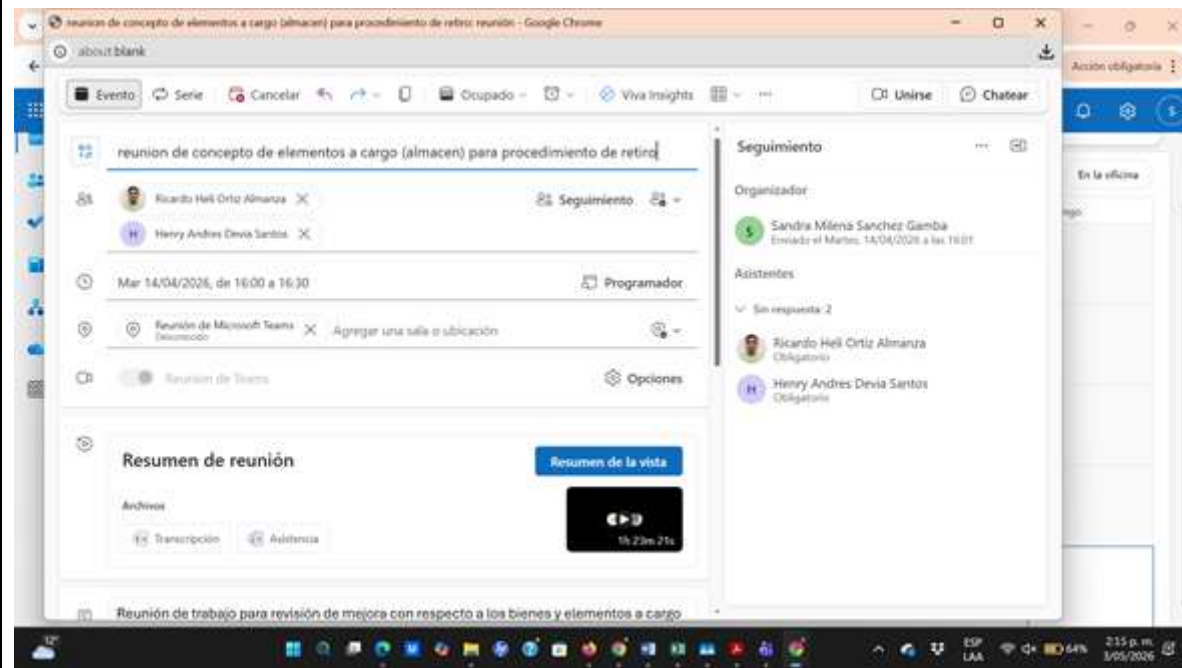 reunion de concepto de elementos a cargo (almacen) para procedimiento de retiro: reunión - Google Chrome
about:blank
Acción obligatoria
Evento Serie Cancelar Ocupado Viva Insights Unirse Chatear
reunion de concepto de elementos a cargo (almacen) para procedimiento de retiro
Seguimiento
En la oficina
Ricardo Heli Ortiz Almanza
Seguimiento
Organizador
H Henry Andres Devia Santos
S Sandra Milena Sanchez Gamba
Enviado el Martes, 14/04/2026 a las 16:01
Mar 14/04/2026, de 16:00 a 16:30
Programador
Asistentes
Sin respuesta: 2
Reunión de Microsoft Teams
Desconocido
Agregar una sala o ubicación
Ricardo Heli Ortiz Almanza
Obligatorio
Reunión de Teams
Opciones
H Henry Andres Devia Santos
Obligatorio
Resumen de reunión
Resumen de la vista
Archivos
Transcripción Asistencia
1h 23m 21s
Reunión de trabajo para revisión de mejora con respecto a los bienes y elementos a cargo
12°
ESP
LAA
64%
2:15 p. m.
3/05/2026